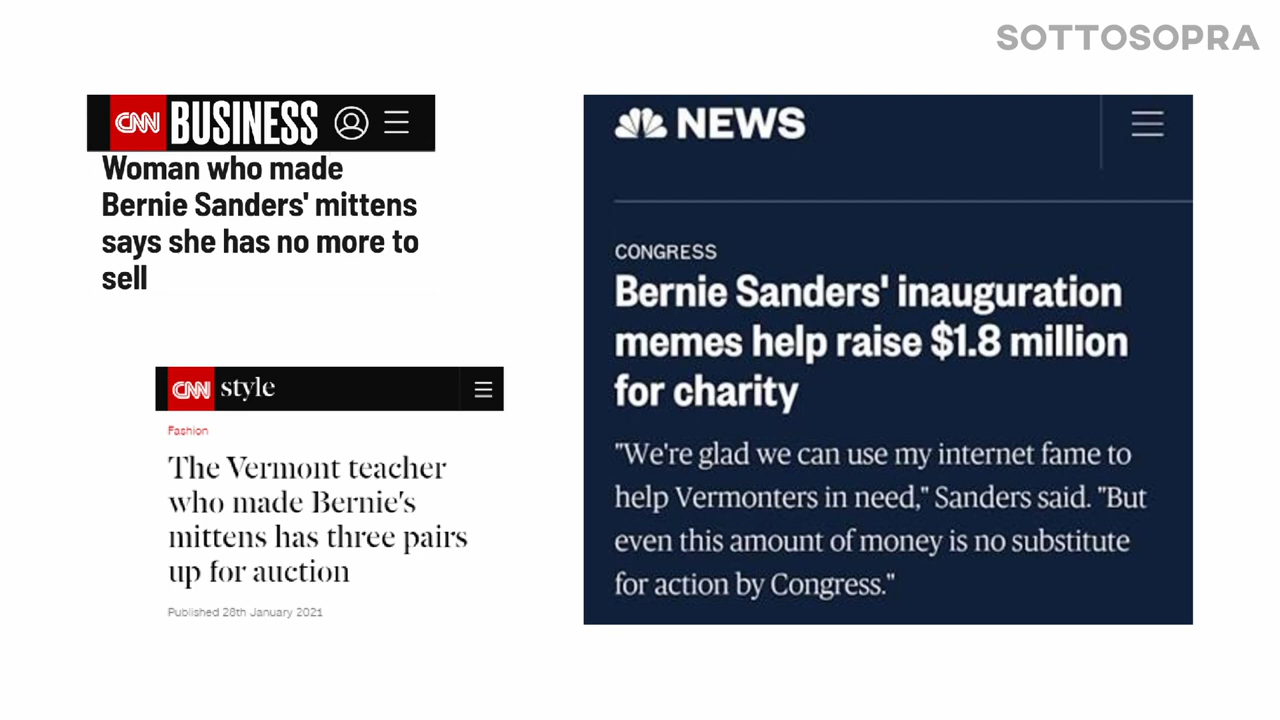 SOTTOSOPRA
CNN BUSINESS
Woman who made
Bernie Sanders' mittens
says she has no more to
sell
CNN style
Fashion
The Vermont teacher
who made Bernie's
mittens has three pairs
up for auction
Published 28th January 2021
NEWS
CONGRESS
Bernie Sanders' inauguration
memes help raise $1.8 million
for charity
"We're glad we can use my internet fame to
help Vermonters in need," Sanders said. "But
even this amount of money is no substitute
for action by Congress."